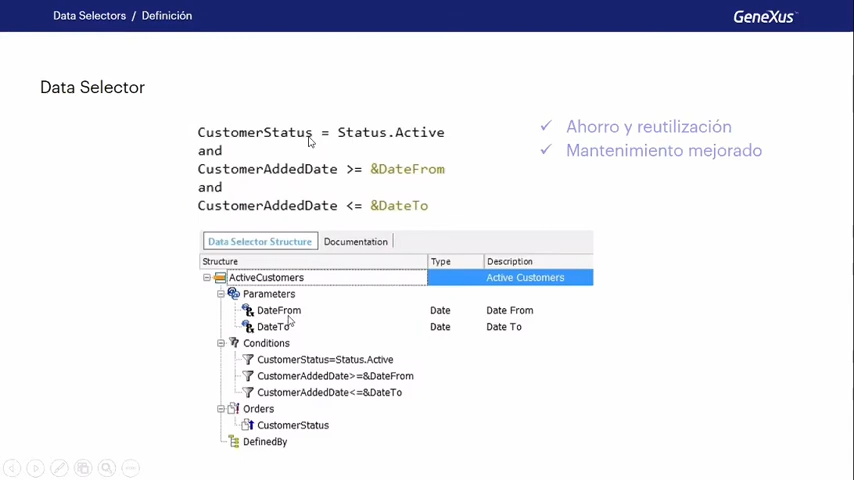 Data Selectors / Definición
GeneXus™
Data Selector
CustomerStatus = Status.Active
and
CustomerAddedDate >= &DateFrom
and
CustomerAddedDate <= &DateTo
✓ Ahorro y reutilización
✓ Mantenimiento mejorado
Data Selector Structure Documentation
Structure Type Description
ActiveCustomers Active Customers
Parameters
DateFrom Date Date From
DateTo Date Date To
Conditions
CustomerStatus=Status.Active
CustomerAddedDate>=&DateFrom
CustomerAddedDate<=&DateTo
Orders
CustomerStatus
DefinedBy